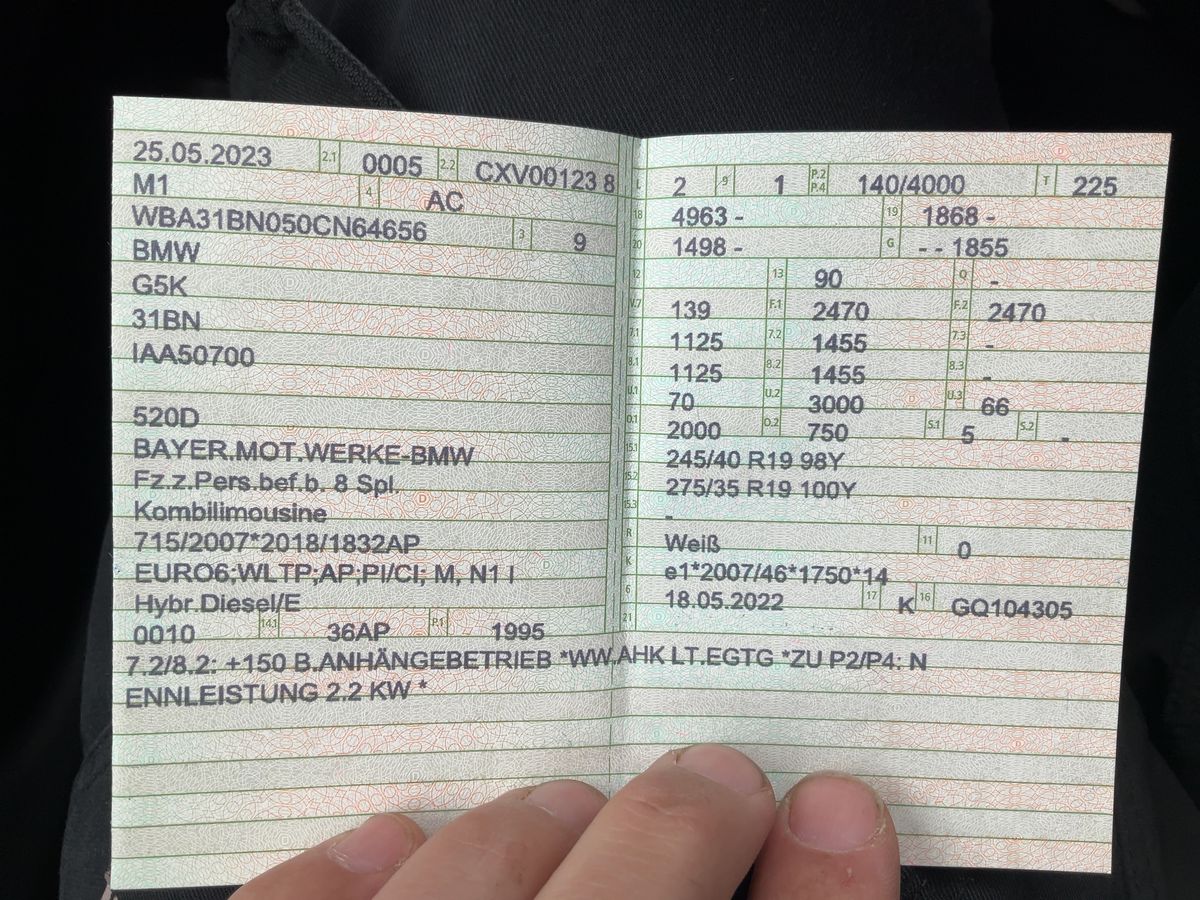 25.05.2023 2.1 0005 2.2 CXV00123 8
M1 4 AC
WBA31BN050CN64656 3 9
BMW
G5K
31BN
IAA50700
520D
BAYER.MOT.WERKE-BMW
Fz.z.Pers.bef.b. 8 Spl.
Kombilimousine
715/2007*2018/1832AP
EURO6;WLTP;AP;PI/CI; M, N1 I
Hybr.Diesel/E
0010 14.1 36AP P.1 1995
L 2 9 1 P.2 P.4 140/4000 T 225
18 4963 - 19 1868 -
20 1498 - G - - 1855
12 13 90 Q -
V.7 139 F.1 2470 F.2 2470
7.1 1125 7.2 1455 7.3 -
8.1 1125 8.2 1455 8.3 -
U.1 70 U.2 3000 U.3 66
O.1 2000 O.2 750 S.1 5 S.2 -
15.1 245/40 R19 98Y
15.2 275/35 R19 100Y
15.3 -
R Weiß 11 0
K e1*2007/46*1750*14
6 18.05.2022 17 K 16 GQ104305
21
7.2/8.2: +150 B.ANHÄNGEBETRIEB *WW.AHK LT.EGTG *ZU P2/P4: N
ENNLEISTUNG 2.2 KW *